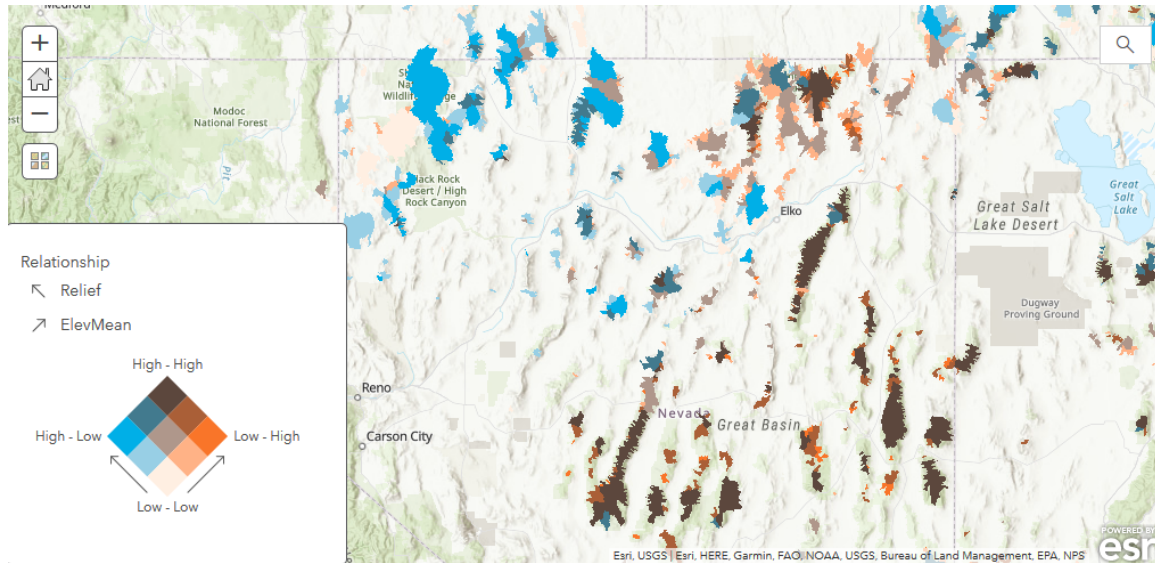 Medford
+
−
Modoc
National Forest
Pit
Black Rock
Desert / High
Rock Canyon
Elko
Great Salt
Lake Desert
Great
Salt
Lake
Dugway
Proving Ground
Relationship
Relief
ElevMean
High - High
High - Low
Low - High
Low - Low
Reno
Carson City
Nevada
Great Basin
POWERED BY
esri
Esri, USGS | Esri, HERE, Garmin, FAO, NOAA, USGS, Bureau of Land Management, EPA, NPS